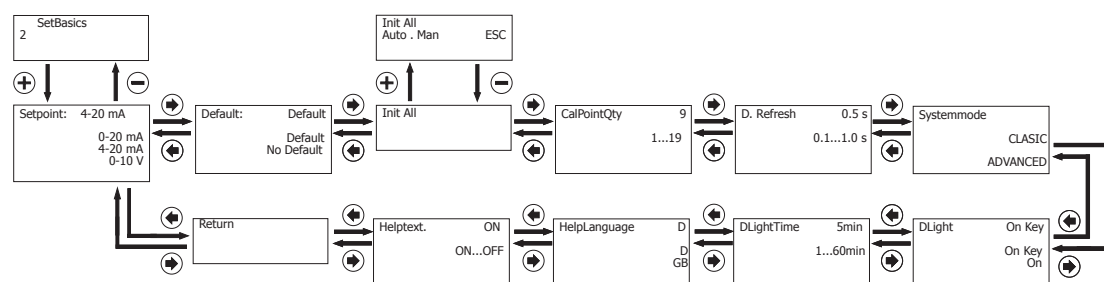 SetBasics
2
Init All
Auto . Man ESC
Setpoint: 4-20 mA
0-20 mA
4-20 mA
0-10 V
Default: Default
Default
No Default
Init All
CalPointQty 9
1...19
D. Refresh 0.5 s
0.1...1.0 s
Systemmode
CLASIC
ADVANCED
Return
Helptext. ON
ON...OFF
HelpLanguage D
D
GB
DLightTime 5min
1...60min
DLight On Key
On Key
On